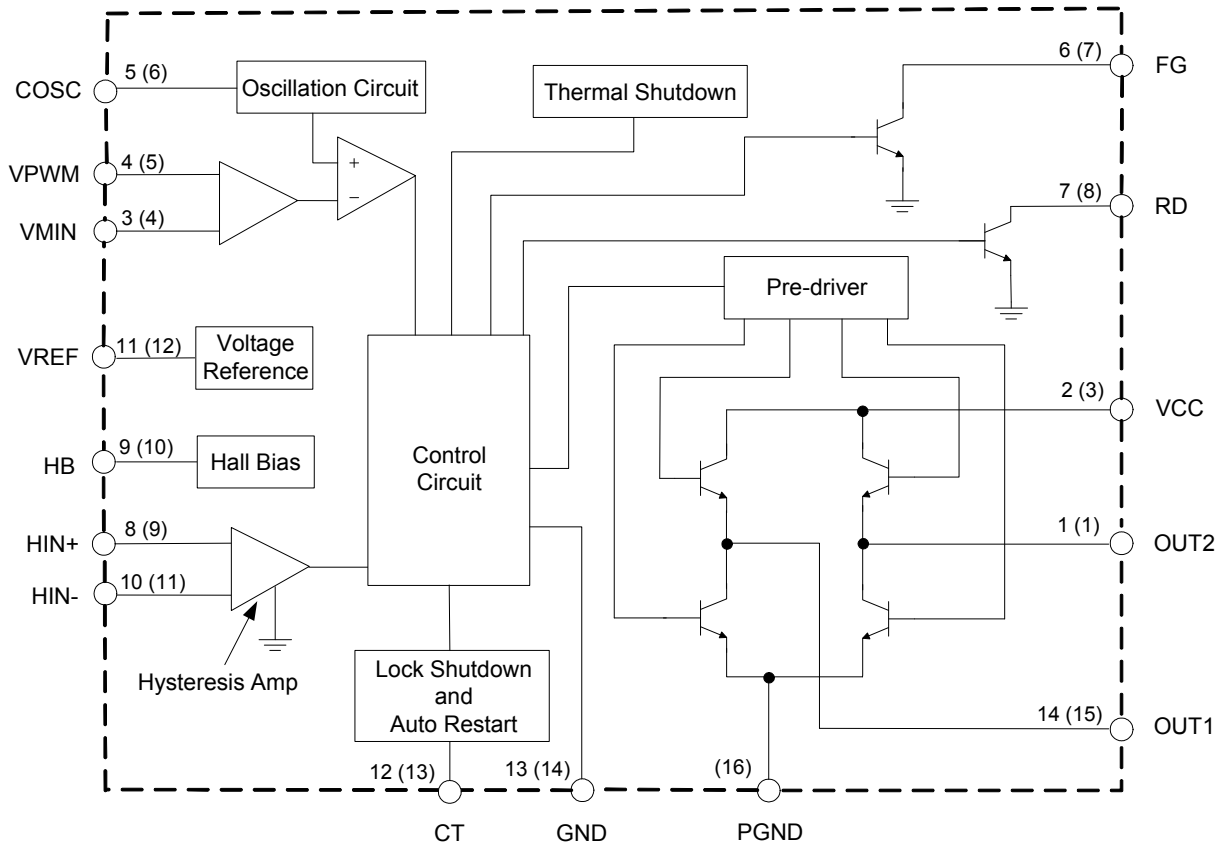 COSC
5 (6)
Oscillation Circuit
Thermal Shutdown
6 (7)
FG
VPWM
4 (5)
+
−
VMIN
3 (4)
7 (8)
RD
Pre-driver
VREF
11 (12)
Voltage
Reference
2 (3)
VCC
HB
9 (10)
Hall Bias
Control
Circuit
HIN+
8 (9)
1 (1)
OUT2
HIN-
10 (11)
Hysteresis Amp
Lock Shutdown
and
Auto Restart
14 (15)
OUT1
12 (13)
13 (14)
(16)
CT
GND
PGND